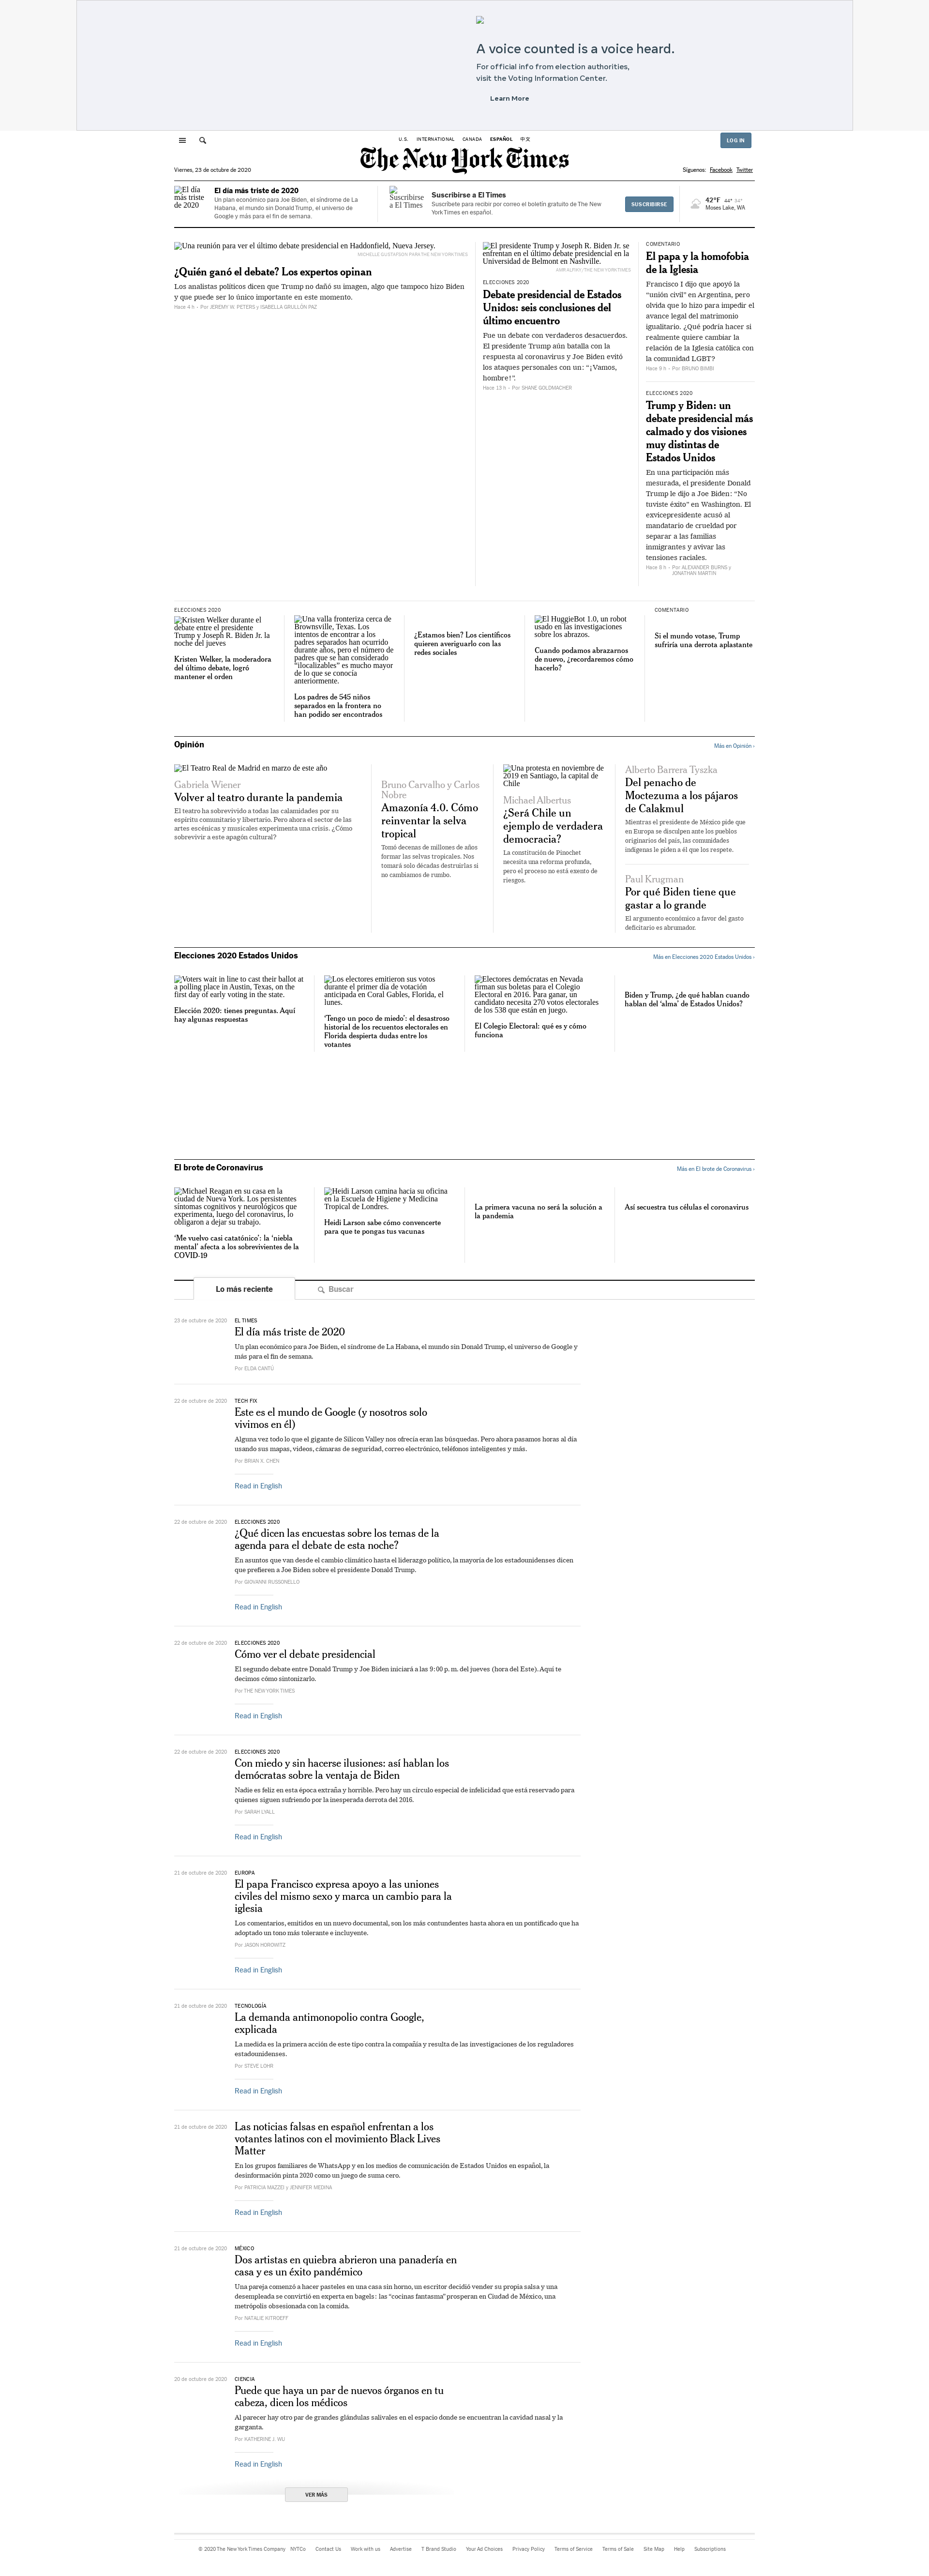 A voice counted is a voice heard.
For official info from election authorities,
visit the Voting Information Center.
Learn More
U.S. INTERNATIONAL CANADA ESPAÑOL 中文
LOG IN
The New York Times
Viernes, 23 de octubre de 2020
Síguenos: Facebook Twitter
El día más triste de 2020
El día más triste de 2020
Un plan económico para Joe Biden, el síndrome de La
Habana, el mundo sin Donald Trump, el universo de
Google y más para el fin de semana.
Suscribirse a El Times
Suscribirse a El Times
Suscríbete para recibir por correo el boletín gratuito de The New
York Times en español.
SUSCRIBIRSE
42°F 44° 34°
Moses Lake, WA
Una reunión para ver el último debate presidencial en Haddonfield, Nueva Jersey.
MICHELLE GUSTAFSON PARA THE NEW YORK TIMES
¿Quién ganó el debate? Los expertos opinan
Los analistas políticos dicen que Trump no dañó su imagen, algo que tampoco hizo Biden
y que puede ser lo único importante en este momento.
Hace 4 h - Por JEREMY W. PETERS y ISABELLA GRULLÓN PAZ
El presidente Trump y Joseph R. Biden Jr. se
enfrentan en el último debate presidencial en la
Universidad de Belmont en Nashville.
AMR ALFIKY/THE NEW YORK TIMES
ELECCIONES 2020
Debate presidencial de Estados
Unidos: seis conclusiones del
último encuentro
Fue un debate con verdaderos desacuerdos.
El presidente Trump aún batalla con la
respuesta al coronavirus y Joe Biden evitó
los ataques personales con un: “¡Vamos,
hombre!”.
Hace 13 h - Por SHANE GOLDMACHER
COMENTARIO
El papa y la homofobia
de la Iglesia
Francisco I dijo que apoyó la
“unión civil” en Argentina, pero
olvida que lo hizo para impedir el
avance legal del matrimonio
igualitario. ¿Qué podría hacer si
realmente quiere cambiar la
relación de la Iglesia católica con
la comunidad LGBT?
Hace 9 h - Por BRUNO BIMBI
ELECCIONES 2020
Trump y Biden: un
debate presidencial más
calmado y dos visiones
muy distintas de
Estados Unidos
En una participación más
mesurada, el presidente Donald
Trump le dijo a Joe Biden: “No
tuviste éxito” en Washington. El
exvicepresidente acusó al
mandatario de crueldad por
separar a las familias
inmigrantes y avivar las
tensiones raciales.
Hace 8 h - Por ALEXANDER BURNS y
JONATHAN MARTIN
ELECCIONES 2020
Kristen Welker durante el
debate entre el presidente
Trump y Joseph R. Biden Jr. la
noche del jueves
Kristen Welker, la moderadora
del último debate, logró
mantener el orden
Una valla fronteriza cerca de
Brownsville, Texas. Los
intentos de encontrar a los
padres separados han ocurrido
durante años, pero el número de
padres que se han considerado
“ilocalizables” es mucho mayor
de lo que se conocía
anteriormente.
Los padres de 545 niños
separados en la frontera no
han podido ser encontrados
¿Estamos bien? Los científicos
quieren averiguarlo con las
redes sociales
El HuggieBot 1.0, un robot
usado en las investigaciones
sobre los abrazos.
Cuando podamos abrazarnos
de nuevo, ¿recordaremos cómo
hacerlo?
COMENTARIO
Si el mundo votase, Trump
sufriría una derrota aplastante
Opinión
Más en Opinión ›
El Teatro Real de Madrid en marzo de este año
Gabriela Wiener
Volver al teatro durante la pandemia
El teatro ha sobrevivido a todas las calamidades por su
espíritu comunitario y libertario. Pero ahora el sector de las
artes escénicas y musicales experimenta una crisis. ¿Cómo
sobrevivir a este apagón cultural?
Bruno Carvalho y Carlos
Nobre
Amazonía 4.0. Cómo
reinventar la selva
tropical
Tomó decenas de millones de años
formar las selvas tropicales. Nos
tomará solo décadas destruirlas si
no cambiamos de rumbo.
Una protesta en noviembre de
2019 en Santiago, la capital de
Chile
Michael Albertus
¿Será Chile un
ejemplo de verdadera
democracia?
La constitución de Pinochet
necesita una reforma profunda,
pero el proceso no está exento de
riesgos.
Alberto Barrera Tyszka
Del penacho de
Moctezuma a los pájaros
de Calakmul
Mientras el presidente de México pide que
en Europa se disculpen ante los pueblos
originarios del país, las comunidades
indígenas le piden a él que los respete.
Paul Krugman
Por qué Biden tiene que
gastar a lo grande
El argumento económico a favor del gasto
deficitario es abrumador.
Elecciones 2020 Estados Unidos
Más en Elecciones 2020 Estados Unidos ›
Voters wait in line to cast their ballot at
a polling place in Austin, Texas, on the
first day of early voting in the state.
Elección 2020: tienes preguntas. Aquí
hay algunas respuestas
Los electores emitieron sus votos
durante el primer día de votación
anticipada en Coral Gables, Florida, el
lunes.
‘Tengo un poco de miedo’: el desastroso
historial de los recuentos electorales en
Florida despierta dudas entre los
votantes
Electores demócratas en Nevada
firman sus boletas para el Colegio
Electoral en 2016. Para ganar, un
candidato necesita 270 votos electorales
de los 538 que están en juego.
El Colegio Electoral: qué es y cómo
funciona
Biden y Trump, ¿de qué hablan cuando
hablan del ‘alma’ de Estados Unidos?
El brote de Coronavirus
Más en El brote de Coronavirus ›
Michael Reagan en su casa en la
ciudad de Nueva York. Los persistentes
síntomas cognitivos y neurológicos que
experimenta, luego del coronavirus, lo
obligaron a dejar su trabajo.
‘Me vuelvo casi catatónico’: la ‘niebla
mental’ afecta a los sobrevivientes de la
COVID-19
Heidi Larson camina hacia su oficina
en la Escuela de Higiene y Medicina
Tropical de Londres.
Heidi Larson sabe cómo convencerte
para que te pongas tus vacunas
La primera vacuna no será la solución a
la pandemia
Así secuestra tus células el coronavirus
Lo más reciente
Buscar
23 de octubre de 2020
EL TIMES
El día más triste de 2020
Un plan económico para Joe Biden, el síndrome de La Habana, el mundo sin Donald Trump, el universo de Google y
más para el fin de semana.
Por ELDA CANTÚ
22 de octubre de 2020
TECH FIX
Este es el mundo de Google (y nosotros solo
vivimos en él)
Alguna vez todo lo que el gigante de Silicon Valley nos ofrecía eran las búsquedas. Pero ahora pasamos horas al día
usando sus mapas, videos, cámaras de seguridad, correo electrónico, teléfonos inteligentes y más.
Por BRIAN X. CHEN
Read in English
22 de octubre de 2020
ELECCIONES 2020
¿Qué dicen las encuestas sobre los temas de la
agenda para el debate de esta noche?
En asuntos que van desde el cambio climático hasta el liderazgo político, la mayoría de los estadounidenses dicen
que prefieren a Joe Biden sobre el presidente Donald Trump.
Por GIOVANNI RUSSONELLO
Read in English
22 de octubre de 2020
ELECCIONES 2020
Cómo ver el debate presidencial
El segundo debate entre Donald Trump y Joe Biden iniciará a las 9:00 p. m. del jueves (hora del Este). Aquí te
decimos cómo sintonizarlo.
Por THE NEW YORK TIMES
Read in English
22 de octubre de 2020
ELECCIONES 2020
Con miedo y sin hacerse ilusiones: así hablan los
demócratas sobre la ventaja de Biden
Nadie es feliz en esta época extraña y horrible. Pero hay un círculo especial de infelicidad que está reservado para
quienes siguen sufriendo por la inesperada derrota del 2016.
Por SARAH LYALL
Read in English
21 de octubre de 2020
EUROPA
El papa Francisco expresa apoyo a las uniones
civiles del mismo sexo y marca un cambio para la
iglesia
Los comentarios, emitidos en un nuevo documental, son los más contundentes hasta ahora en un pontificado que ha
adoptado un tono más tolerante e incluyente.
Por JASON HOROWITZ
Read in English
21 de octubre de 2020
TECNOLOGÍA
La demanda antimonopolio contra Google,
explicada
La medida es la primera acción de este tipo contra la compañía y resulta de las investigaciones de los reguladores
estadounidenses.
Por STEVE LOHR
Read in English
21 de octubre de 2020
Las noticias falsas en español enfrentan a los
votantes latinos con el movimiento Black Lives
Matter
En los grupos familiares de WhatsApp y en los medios de comunicación de Estados Unidos en español, la
desinformación pinta 2020 como un juego de suma cero.
Por PATRICIA MAZZEI y JENNIFER MEDINA
Read in English
21 de octubre de 2020
MÉXICO
Dos artistas en quiebra abrieron una panadería en
casa y es un éxito pandémico
Una pareja comenzó a hacer pasteles en una casa sin horno, un escritor decidió vender su propia salsa y una
desempleada se convirtió en experta en bagels: las “cocinas fantasma” prosperan en Ciudad de México, una
metrópolis obsesionada con la comida.
Por NATALIE KITROEFF
Read in English
20 de octubre de 2020
CIENCIA
Puede que haya un par de nuevos órganos en tu
cabeza, dicen los médicos
Al parecer hay otro par de grandes glándulas salivales en el espacio donde se encuentran la cavidad nasal y la
garganta.
Por KATHERINE J. WU
Read in English
VER MÁS
© 2020 The New York Times Company NYTCo Contact Us Work with us Advertise T Brand Studio Your Ad Choices Privacy Policy Terms of Service Terms of Sale Site Map Help Subscriptions